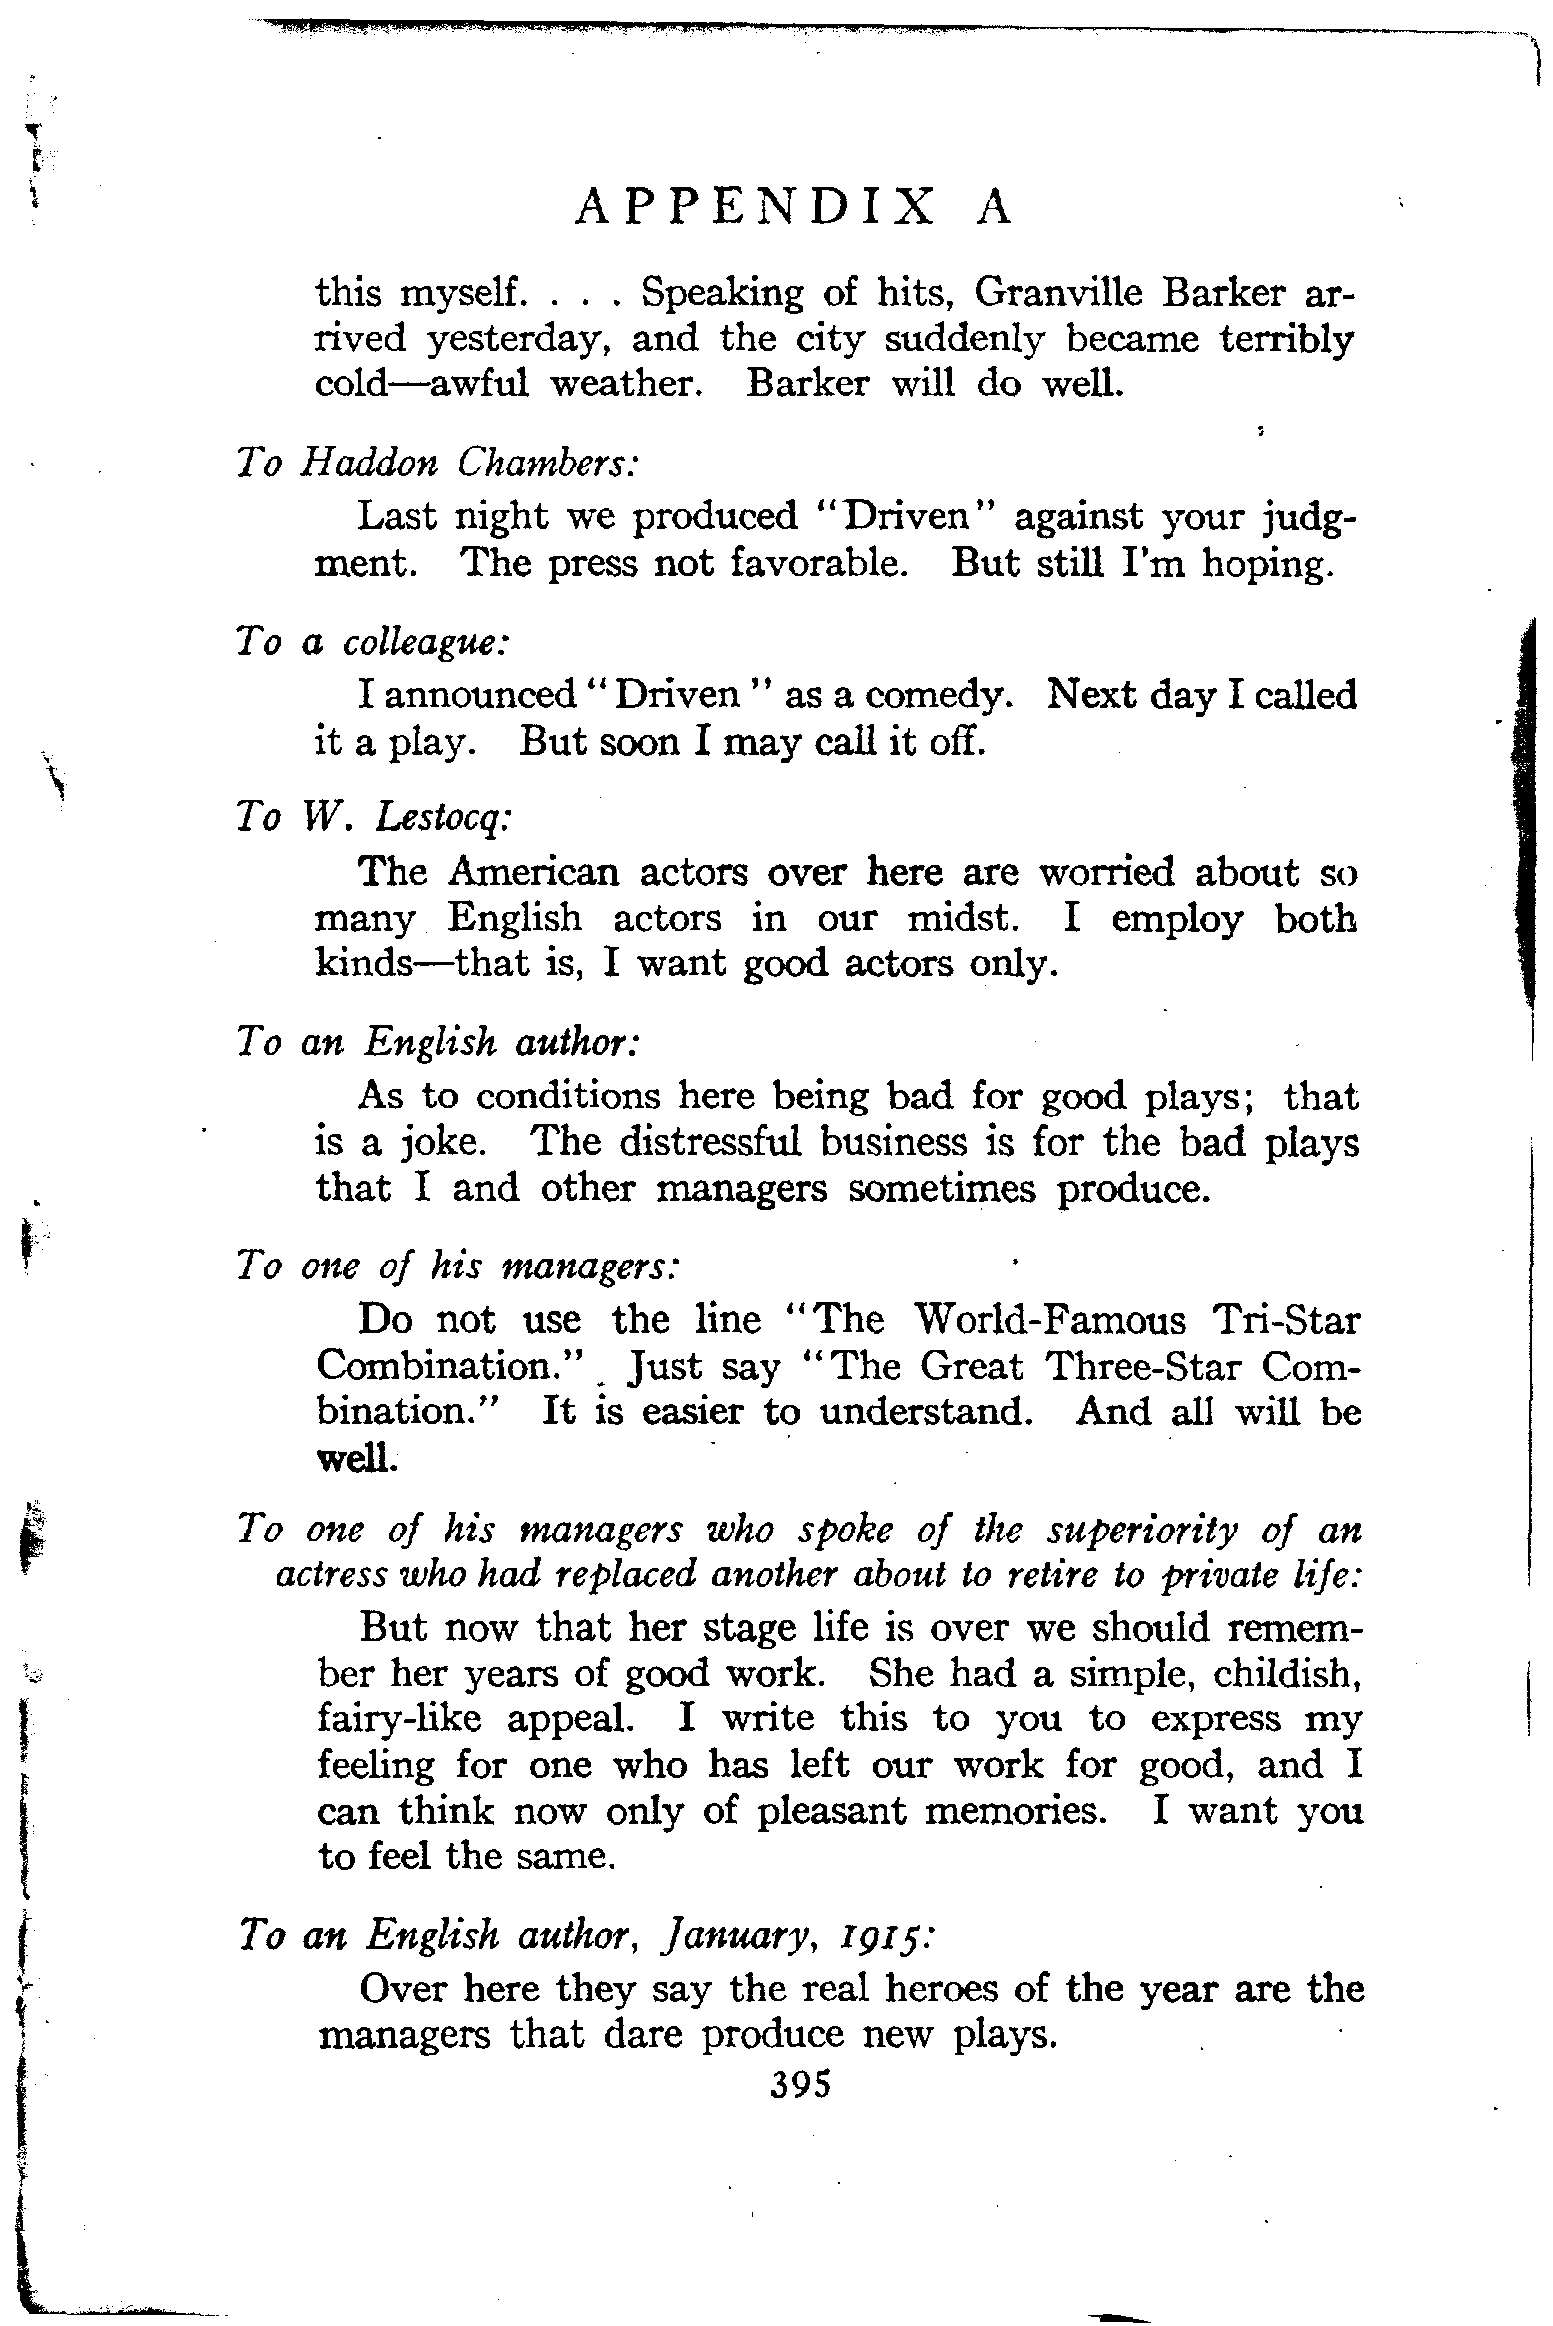 APPENDIX A
this myself. . . . Speaking of hits, Granville Barker ar-
rived yesterday, and the city suddenly became terribly
cold—awful weather. Barker will do well.
To Haddon Chambers:
Last night we produced "Driven" against your judg-
ment. The press not favorable. But still I'm hoping.
To a colleague:
I announced "Driven" as a comedy. Next day I called
it a play. But soon I may call it off.
To W. Lestocq:
The American actors over here are worried about so
many English actors in our midst. I employ both
kinds—that is, I want good actors only.
To an English author:
As to conditions here being bad for good plays; that
is a joke. The distressful business is for the bad plays
that I and other managers sometimes produce.
To one of his managers:
Do not use the line "The World-Famous Tri-Star
Combination." Just say "The Great Three-Star Com-
bination." It is easier to understand. And all will be
well.
To one of his managers who spoke of the superiority of an
actress who had replaced another about to retire to private life:
But now that her stage life is over we should remem-
ber her years of good work. She had a simple, childish,
fairy-like appeal. I write this to you to express my
feeling for one who has left our work for good, and I
can think now only of pleasant memories. I want you
to feel the same.
To an English author, January, 1915:
Over here they say the real heroes of the year are the
managers that dare produce new plays.
395